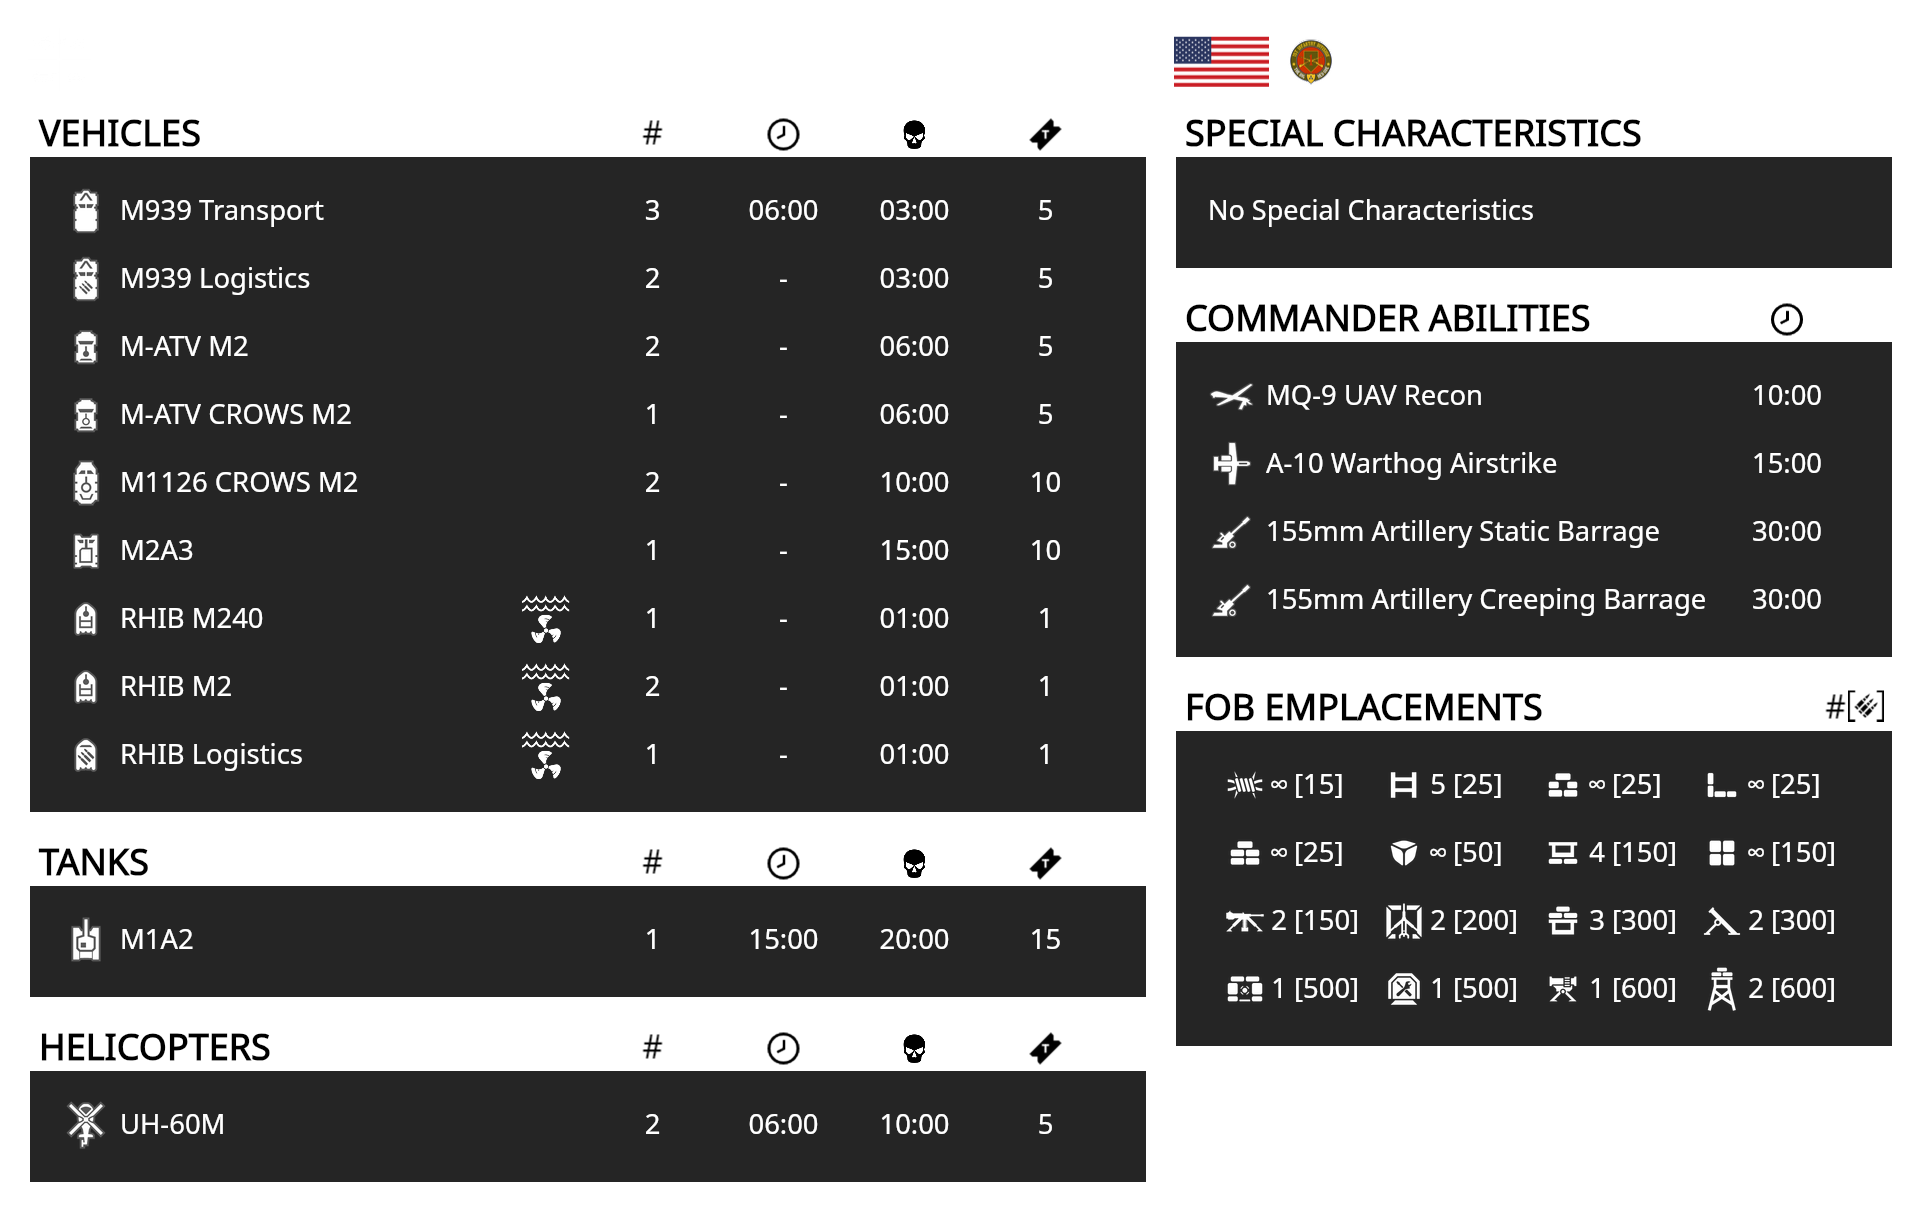 VEHICLES #
M939 Transport 3 06:00 03:00 5
M939 Logistics 2 - 03:00 5
M-ATV M2 2 - 06:00 5
M-ATV CROWS M2 1 - 06:00 5
M1126 CROWS M2 2 - 10:00 10
M2A3 1 - 15:00 10
RHIB M240 1 - 01:00 1
RHIB M2 2 - 01:00 1
RHIB Logistics 1 - 01:00 1
TANKS #
M1A2 1 15:00 20:00 15
HELICOPTERS #
UH-60M 2 06:00 10:00 5
SPECIAL CHARACTERISTICS
No Special Characteristics
COMMANDER ABILITIES
MQ-9 UAV Recon 10:00
A-10 Warthog Airstrike 15:00
155mm Artillery Static Barrage 30:00
155mm Artillery Creeping Barrage 30:00
FOB EMPLACEMENTS #[ ]
∞ [15] 5 [25] ∞ [25] ∞ [25]
∞ [25] ∞ [50] 4 [150] ∞ [150]
2 [150] 2 [200] 3 [300] 2 [300]
1 [500] 1 [500] 1 [600] 2 [600]